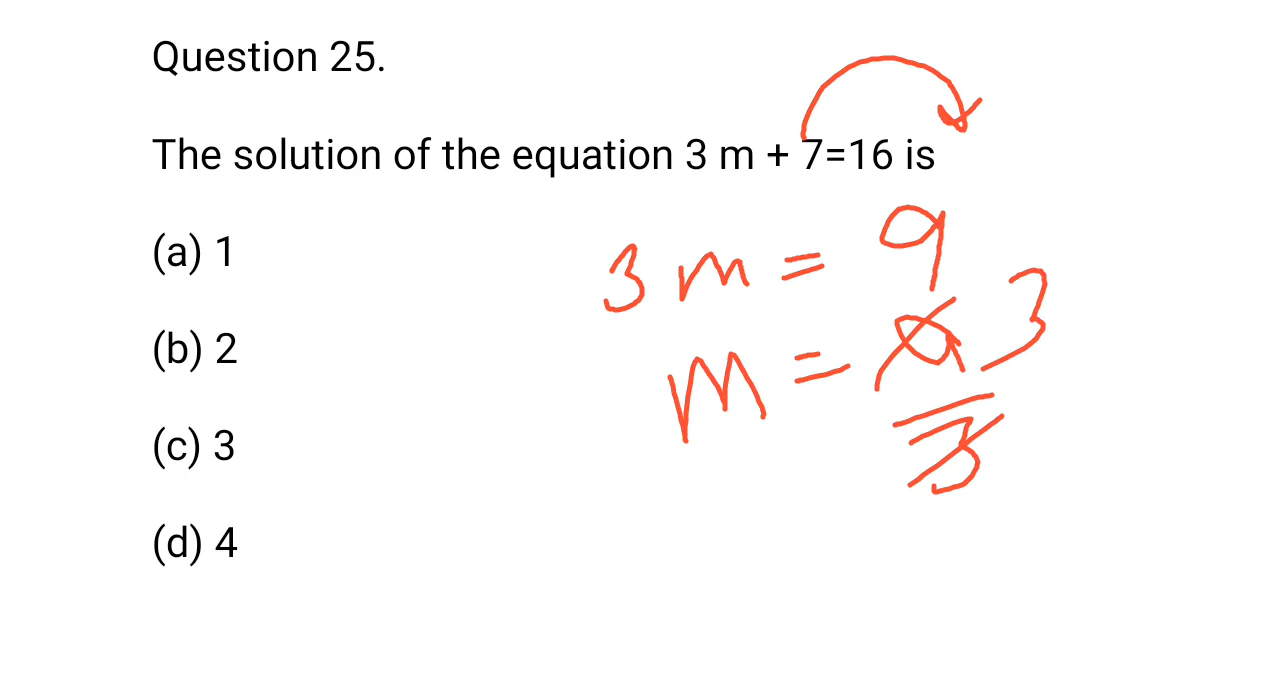 Question 25.
The solution of the equation 3 m + 7=16 is
(a) 1
3 m = 9
(b) 2
m = 9 3
3
(c) 3
(d) 4